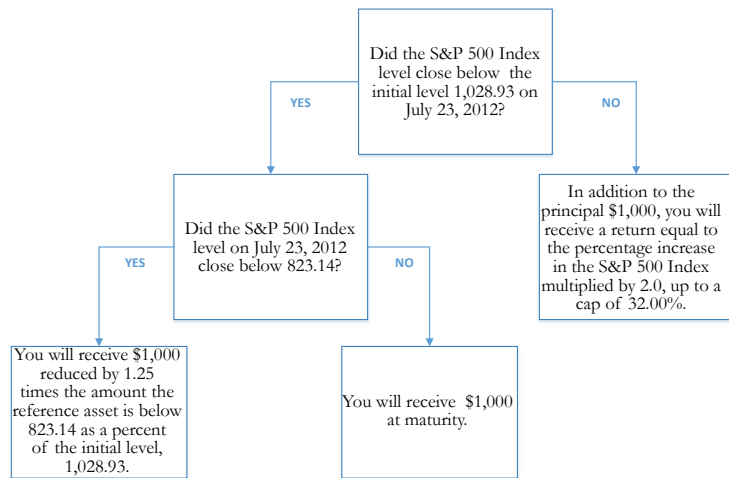 Did the S&P 500 Index
level close below the
initial level 1,028.93 on
July 23, 2012?
YES
NO
Did the S&P 500 Index
level on July 23, 2012
close below 823.14?
In addition to the
principal $1,000, you will
receive a return equal to
the percentage increase
in the S&P 500 Index
multiplied by 2.0, up to a
cap of 32.00%.
YES
NO
You will receive $1,000
reduced by 1.25
times the amount the
reference asset is below
823.14 as a percent
of the initial level,
1,028.93.
You will receive $1,000
at maturity.